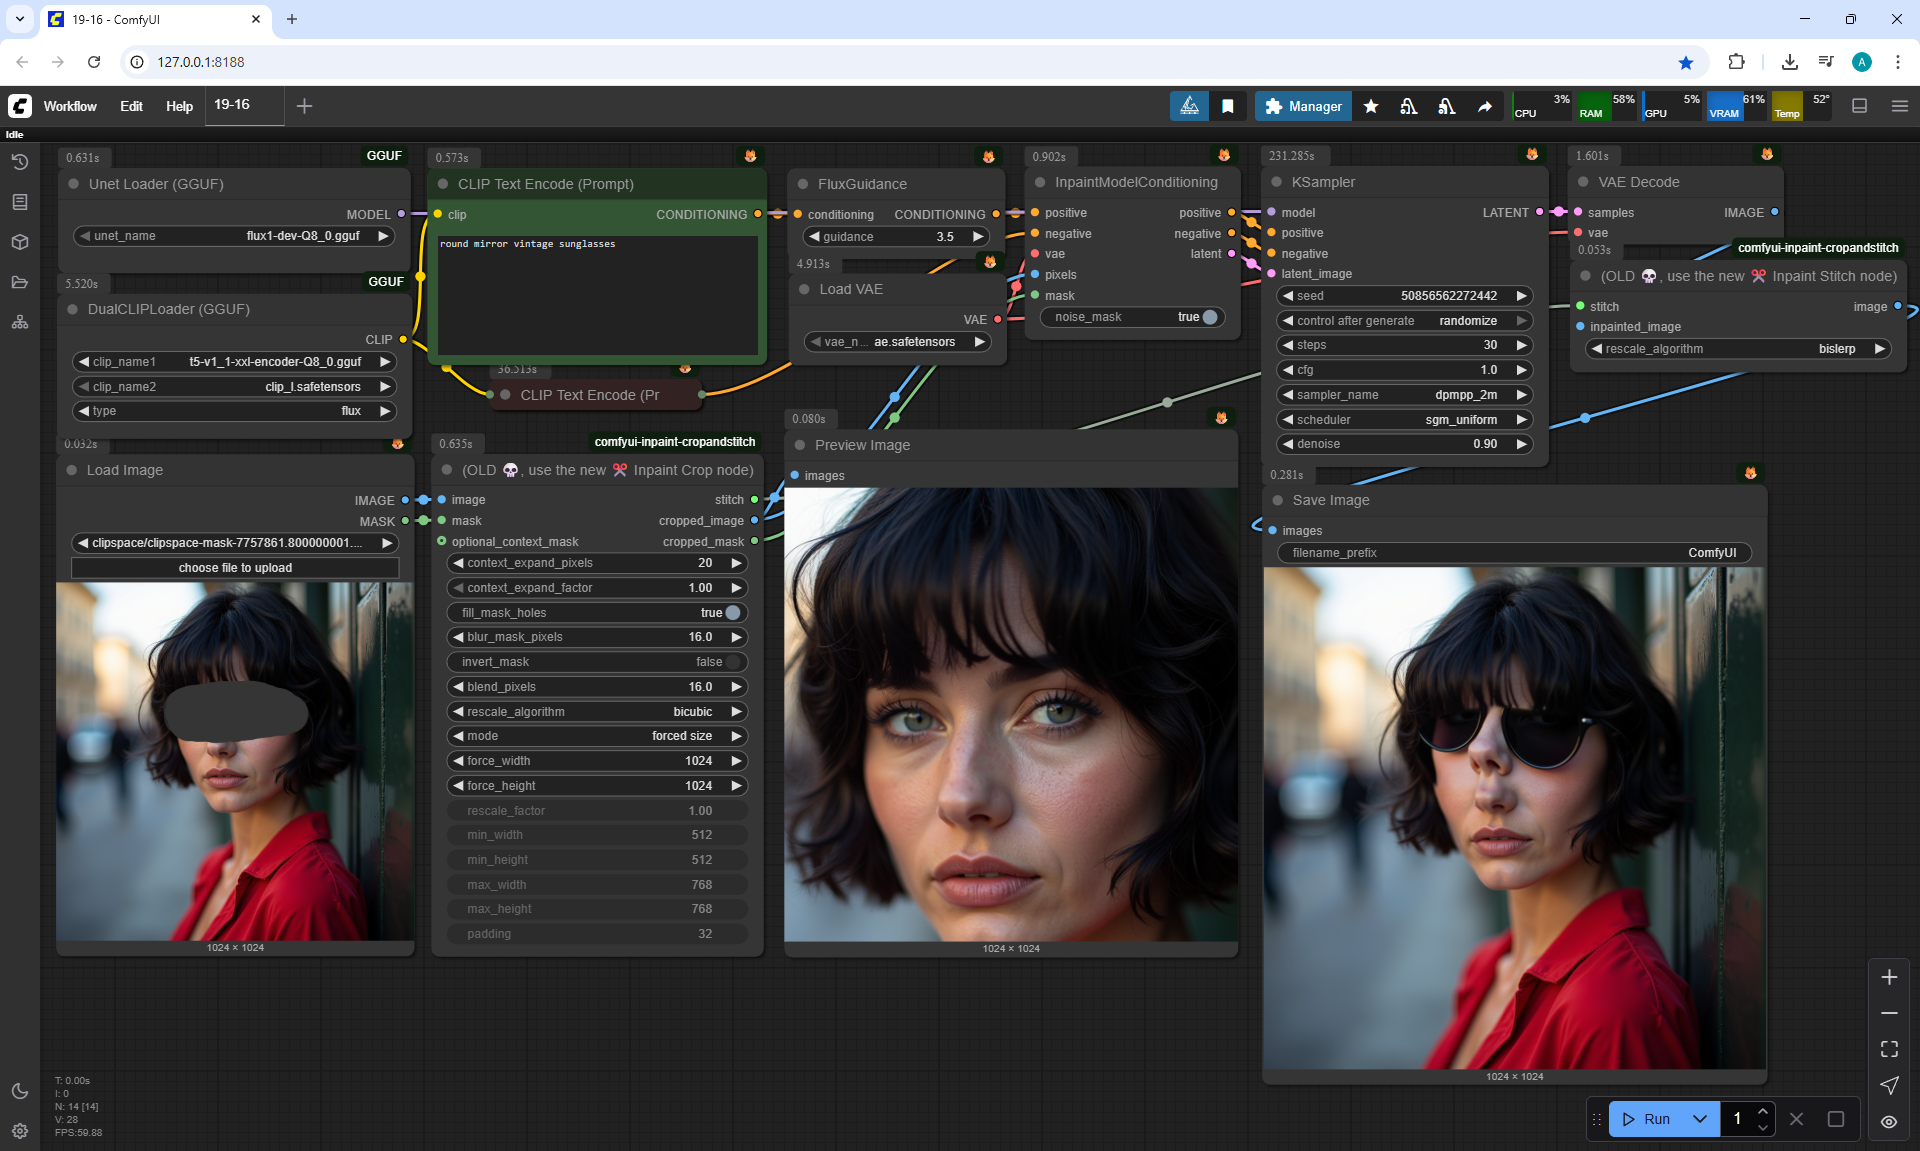 19-16 - ComfyUI
127.0.0.1:8188
Workflow
Edit
Help
19-16
Manager
CPU
3%
RAM
58%
GPU
5%
VRAM
61%
Temp
52°
Idle
0.631s
GGUF
Unet Loader (GGUF)
MODEL
unet_name
flux1-dev-Q8_0.gguf
5.520s
GGUF
DualCLIPLoader (GGUF)
CLIP
clip_name1
t5-v1_1-xxl-encoder-Q8_0.gguf
clip_name2
clip_l.safetensors
type
flux
0.573s
CLIP Text Encode (Prompt)
clip
CONDITIONING
round mirror vintage sunglasses
36.513s
CLIP Text Encode (Pr
FluxGuidance
conditioning
CONDITIONING
guidance
3.5
4.913s
Load VAE
VAE
vae_n...
ae.safetensors
0.902s
InpaintModelConditioning
positive
positive
negative
negative
vae
latent
pixels
mask
noise_mask
true
231.285s
KSampler
model
LATENT
positive
negative
latent_image
seed
50856562272442
control after generate
randomize
steps
30
cfg
1.0
sampler_name
dpmpp_2m
scheduler
sgm_uniform
denoise
0.90
1.601s
VAE Decode
samples
IMAGE
vae
0.053s
comfyui-inpaint-cropandstitch
(OLD 💀, use the new ✂️ Inpaint Stitch node)
stitch
image
inpainted_image
rescale_algorithm
bislerp
0.032s
Load Image
IMAGE
MASK
clipspace/clipspace-mask-7757861.800000001....
choose file to upload
1024 × 1024
0.635s
comfyui-inpaint-cropandstitch
(OLD 💀, use the new ✂️ Inpaint Crop node)
image
stitch
mask
cropped_image
optional_context_mask
cropped_mask
context_expand_pixels
20
context_expand_factor
1.00
fill_mask_holes
true
blur_mask_pixels
16.0
invert_mask
false
blend_pixels
16.0
rescale_algorithm
bicubic
mode
forced size
force_width
1024
force_height
1024
rescale_factor
1.00
min_width
512
min_height
512
max_width
768
max_height
768
padding
32
0.080s
Preview Image
images
1024 × 1024
0.281s
Save Image
images
filename_prefix
ComfyUI
1024 × 1024
T: 0.00s
I: 0
N: 14 [14]
V: 28
FPS:59.88
Run
1
A